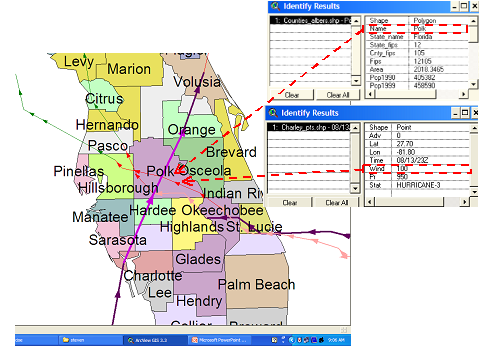 Identify Results
1: Counties_albers.shp - Po
Shape Polygon
Name Polk
State_name Florida
State_fips 12
Cnty_fips 105
Fips 12105
Area 2018.3465
Pop1990 405382
Pop1999 458590
Clear Clear All
Identify Results
1: Charley_pts.shp - 08/13/
Shape Point
Adv 0
Lat 27.70
Lon -81.80
Time 08/13/23Z
Wind 100
Pr 950
Stat HURRICANE-3
Clear Clear All
Levy
Marion
Volusia
Citrus
Hernando
Orange
Pasco
Brevard
Pinellas
Polk
Osceola
Hillsborough
Indian Riv
Manatee
Hardee
Okeechobee
Highlands
St. Lucie
Sarasota
Glades
Charlotte
Lee
Hendry
Palm Beach
Collier
Broward
steven
ArcView GIS 3.3
Microsoft PowerPoint ...
9:06 AM